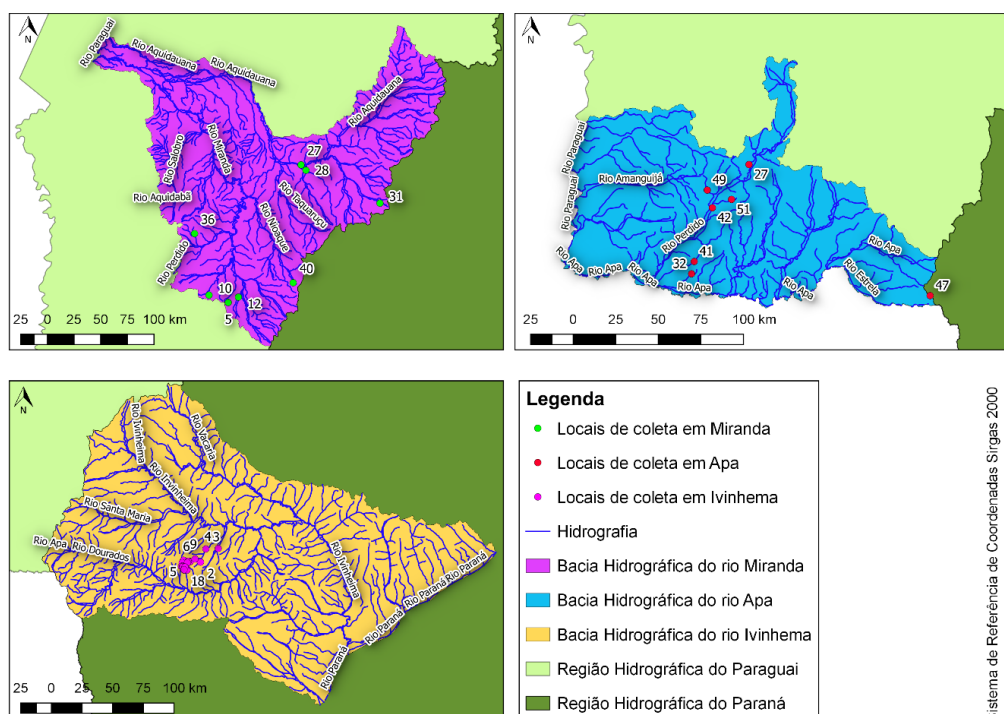 N
Rio Paraguai
Rio Aquidauana
Rio Aquidauana
Rio Aquidauana
Rio Salobro
Rio Miranda
27
28
Rio Aquidabã
Rio Taquaruçu
Rio Nioaque
31
36
Rio Perdido
40
10
12
5
25 0 25 50 75 100 km
N
Rio Paraguai
Rio Paraguai
Rio Amanguijá
27
49
51
42
Rio Perdido
41
32
Rio Apa
Rio Apa
Rio Apa
Rio Apa
Rio Apa
Rio Apa
Rio Estrela
47
25 0 25 50 75 100 km
N
Rio Ivinheima
Rio Vacaria
Rio Invinheima
Rio Santa Maria
Rio Apa
Rio Dourados
43
69
5
18
2
Rio Ivinheima
Rio Paraná
Rio Paraná
Rio Paraná
Rio Paraná
25 0 25 50 75 100 km
Legenda
Locais de coleta em Miranda
Locais de coleta em Apa
Locais de coleta em Ivinhema
Hidrografia
Bacia Hidrográfica do rio Miranda
Bacia Hidrográfica do rio Apa
Bacia Hidrográfica do rio Ivinhema
Região Hidrográfica do Paraguai
Região Hidrográfica do Paraná
istema de Referência de Coordenadas Sirgas 2000